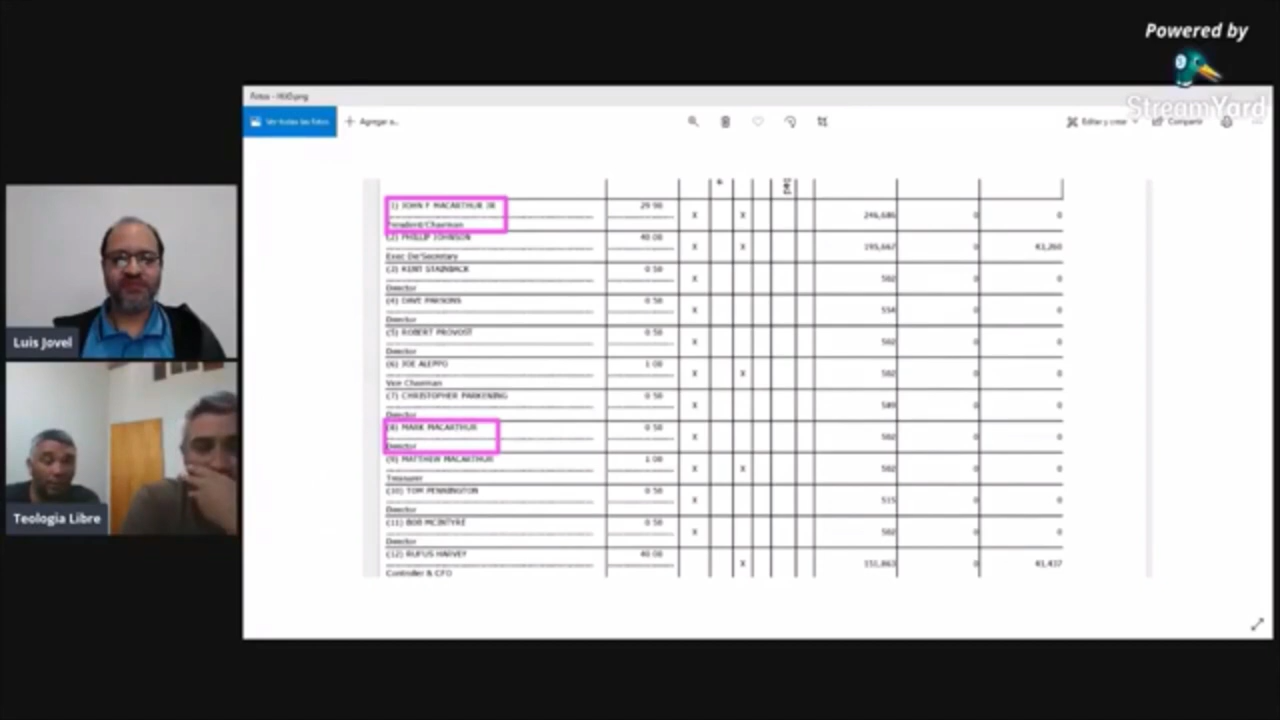 Powered by
StreamYard
Fotos - HUD.png
Ver todas las fotos
Agregar a...
Editar y crear
Compartir
(1) JOHN F MACARTHUR JR 29 90
X X 246,686 0 0
President/Chairman
(2) PHILLIP JOHNSON 40 00
X X 195,667 0 43,260
Exec Dir/Secretary
(3) KENT STAINBACK 0 50
X 502 0 0
Director
(4) DAVE PARSONS 0 50
X 554 0 0
Director
(5) ROBERT PROVOST 0 50
X 502 0 0
Director
(6) JOE ALEPPO 1 00
X X 502 0 0
Vice Chairman
(7) CHRISTOPHER PARKENING 0 50
X 0 0
Director
(8) MARK MACARTHUR 0 50
X 502 0 0
Director
(9) MATTHEW MACARTHUR 1 00
X X 502 0 0
Treasurer
(10) TOM PENNINGTON 0 50
X 515 0 0
Director
(11) BOB MCINTYRE 0 50
X 502 0 0
Director
(12) RUFUS HARVEY 40 00
X 151,863 0 41,437
Controller & CFO
Luis Jovel
Teologia Libre